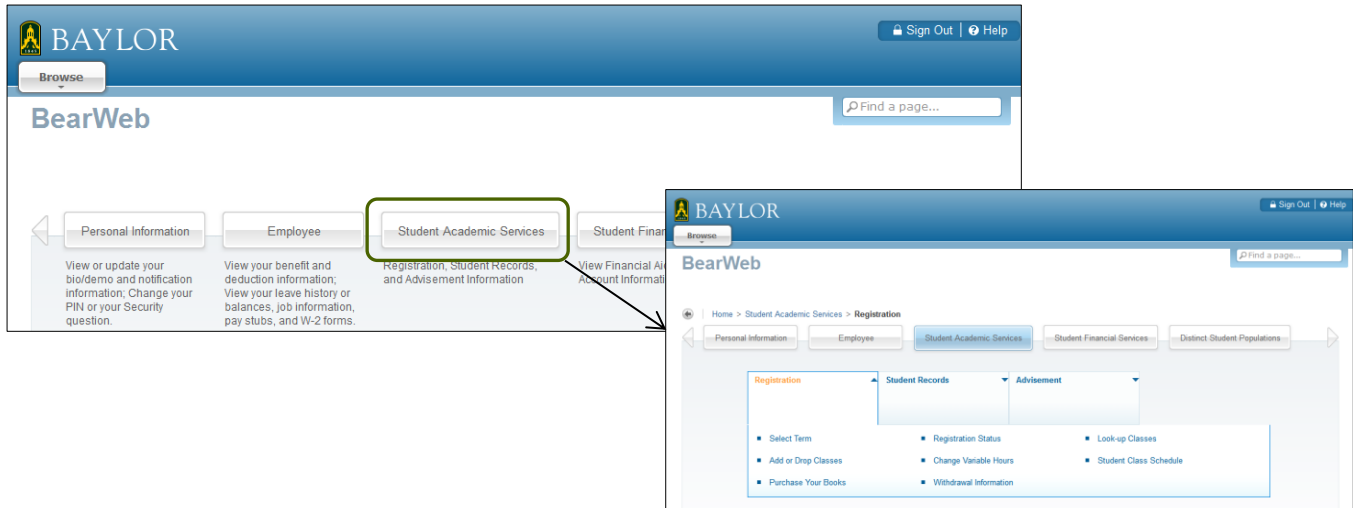 BAYLOR
Sign Out | Help
Browse
BearWeb
Find a page...
Personal Information
Employee
Student Academic Services
Student Finan
View or update your
bio/demo and notification
information; Change your
PIN or your Security
question.
View your benefit and
deduction information;
View your leave history or
balances, job information,
pay stubs, and W-2 forms.
Registration, Student Records,
and Advisement Information
View Financial Ai
Account Informati
BAYLOR
Sign Out | Help
Browse
BearWeb
Find a page...
Home > Student Academic Services > Registration
Personal Information
Employee
Student Academic Services
Student Financial Services
Distinct Student Populations
Registration
Student Records
Advisement
Select Term
Registration Status
Look-up Classes
Add or Drop Classes
Change Variable Hours
Student Class Schedule
Purchase Your Books
Withdrawal Information